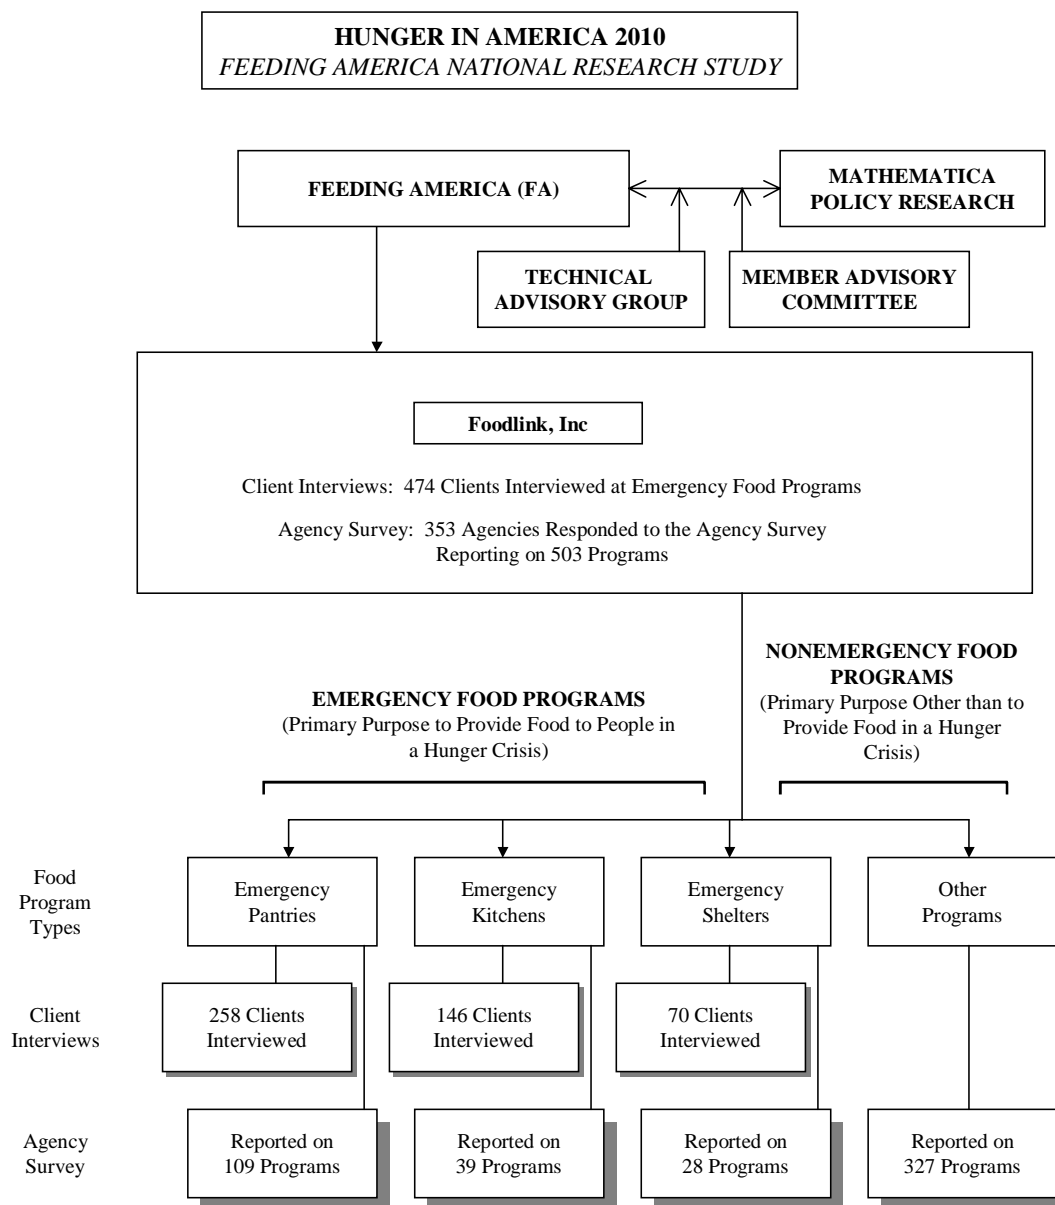 HUNGER IN AMERICA 2010
FEEDING AMERICA NATIONAL RESEARCH STUDY
FEEDING AMERICA (FA)
MATHEMATICA
POLICY RESEARCH
TECHNICAL
ADVISORY GROUP
MEMBER ADVISORY
COMMITTEE
Foodlink, Inc
Client Interviews:  474 Clients Interviewed at Emergency Food Programs
Agency Survey:  353 Agencies Responded to the Agency Survey
Reporting on 503 Programs
EMERGENCY FOOD PROGRAMS
(Primary Purpose to Provide Food to People in
a Hunger Crisis)
NONEMERGENCY FOOD
PROGRAMS
(Primary Purpose Other than to
Provide Food in a Hunger
Crisis)
Food
Program
Types
Emergency
Pantries
Emergency
Kitchens
Emergency
Shelters
Other
Programs
Client
Interviews
258 Clients
Interviewed
146 Clients
Interviewed
70 Clients
Interviewed
Agency
Survey
Reported on
109 Programs
Reported on
39 Programs
Reported on
28 Programs
Reported on
327 Programs